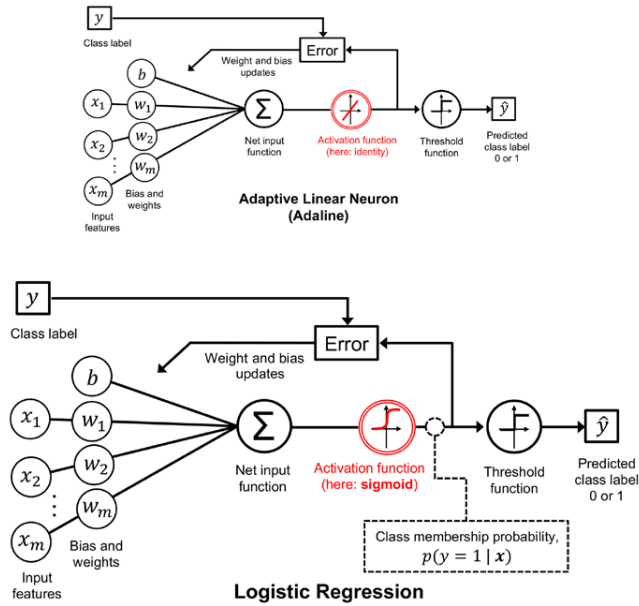 y
Class label
Error
Weight and bias
updates
b
x₁
w₁
x₂
w₂
⋮
wₘ
xₘ
Bias and
weights
Input
features
Σ
Net input
function
Activation function
(here: identity)
Threshold
function
ŷ
Predicted
class label
0 or 1
Adaptive Linear Neuron
(Adaline)
y
Class label
Error
Weight and bias
updates
b
x₁
w₁
x₂
w₂
⋮
wₘ
xₘ
Bias and
weights
Input
features
Σ
Net input
function
Activation function
(here: sigmoid)
Threshold
function
ŷ
Predicted
class label
0 or 1
Class membership probability,
p(y = 1 | x)
Logistic Regression